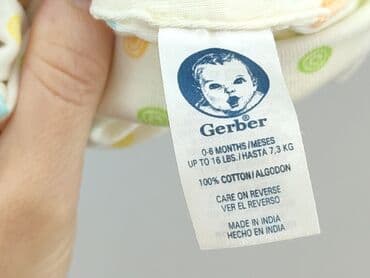 Gerber
0-6 MONTHS/MESES
UP TO 16 LBS./HASTA 7,3 KG
100% COTTON/ALGODON
CARE ON REVERSE
VER EL REVERSO
MADE IN INDIA
HECHO EN INDIA